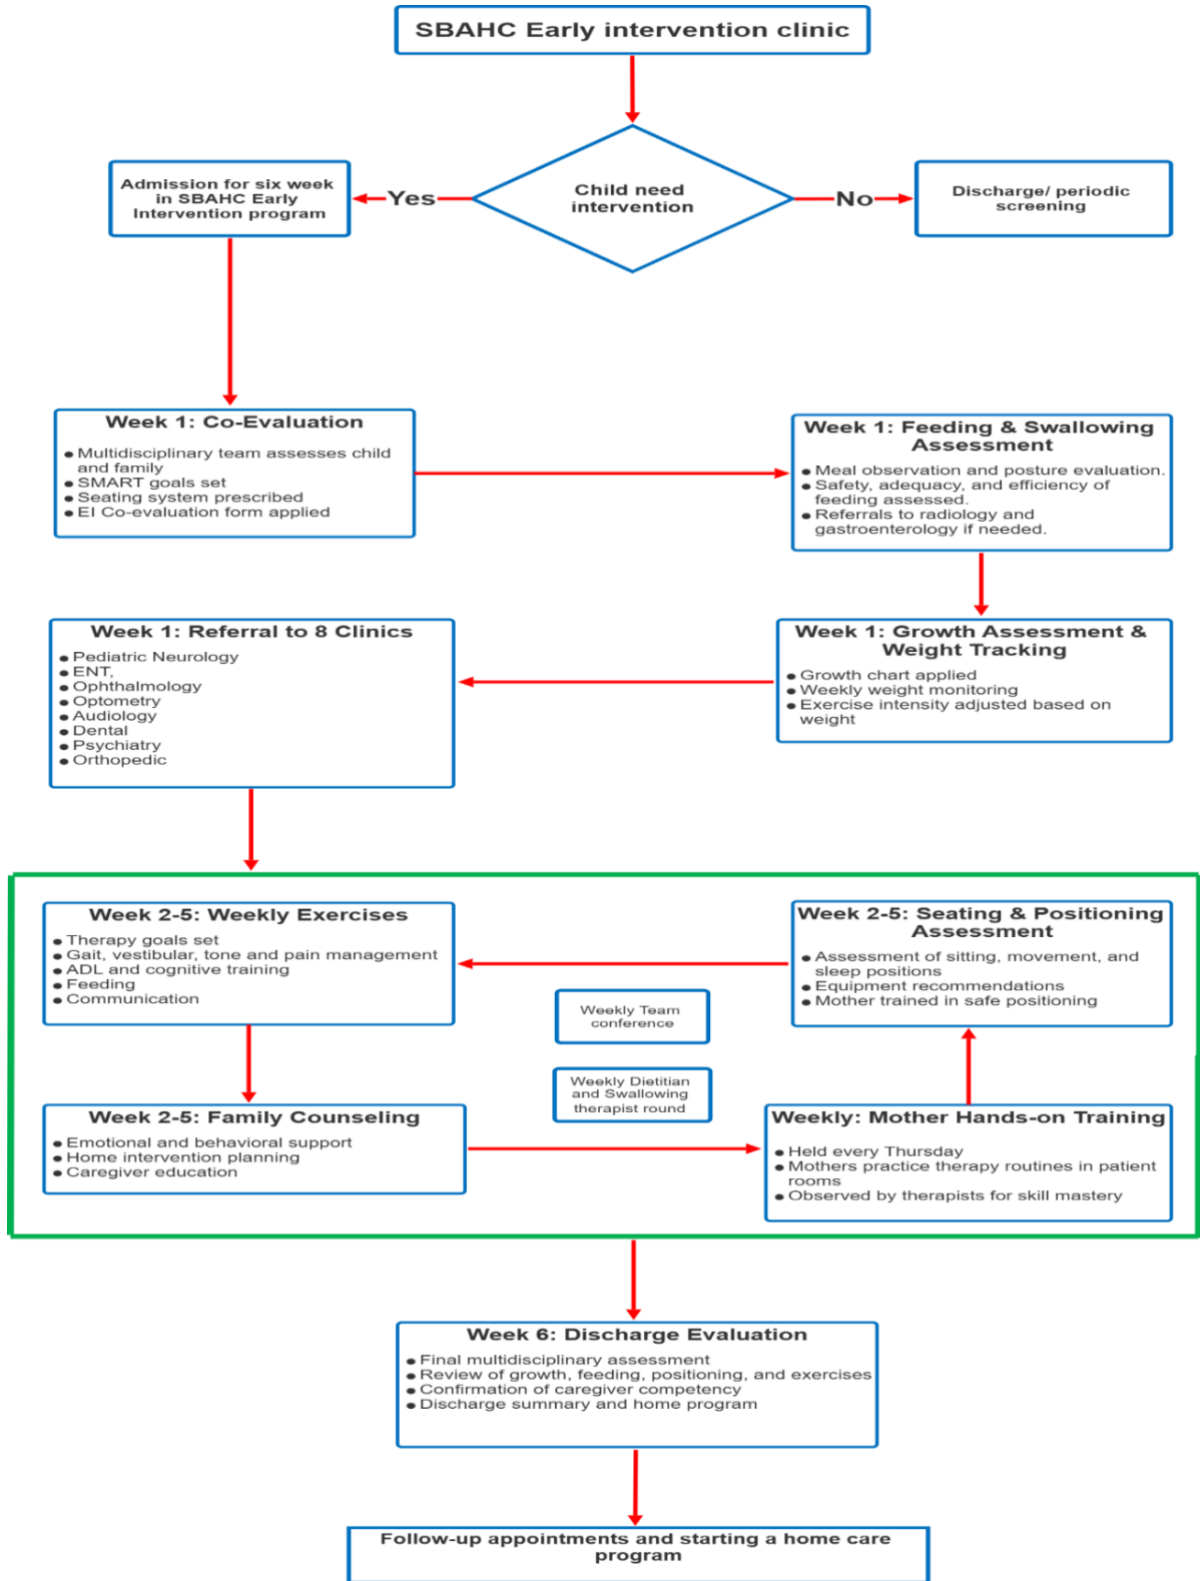 SBAHC Early intervention clinic
Child need
intervention
Yes
No
Admission for six week
in SBAHC Early
Intervention program
Discharge/ periodic
screening
Week 1: Co-Evaluation
● Multidisciplinary team assesses child
and family
● SMART goals set
● Seating system prescribed
● EI Co-evaluation form applied
Week 1: Feeding & Swallowing
Assessment
● Meal observation and posture evaluation.
● Safety, adequacy, and efficiency of
feeding assessed.
● Referrals to radiology and
gastroenterology if needed.
Week 1: Growth Assessment &
Weight Tracking
● Growth chart applied
● Weekly weight monitoring
● Exercise intensity adjusted based on
weight
Week 1: Referral to 8 Clinics
● Pediatric Neurology
● ENT,
● Ophthalmology
● Optometry
● Audiology
● Dental
● Psychiatry
● Orthopedic
Week 2-5: Weekly Exercises
● Therapy goals set
● Gait, vestibular, tone and pain management
● ADL and cognitive training
● Feeding
● Communication
Week 2-5: Family Counseling
● Emotional and behavioral support
● Home intervention planning
● Caregiver education
Weekly Team
conference
Weekly Dietitian
and Swallowing
therapist round
Weekly: Mother Hands-on Training
● Held every Thursday
● Mothers practice therapy routines in patient
rooms
● Observed by therapists for skill mastery
Week 2-5: Seating & Positioning
Assessment
● Assessment of sitting, movement, and
sleep positions
● Equipment recommendations
● Mother trained in safe positioning
Week 6: Discharge Evaluation
● Final multidisciplinary assessment
● Review of growth, feeding, positioning, and exercises
● Confirmation of caregiver competency
● Discharge summary and home program
Follow-up appointments and starting a home care
program